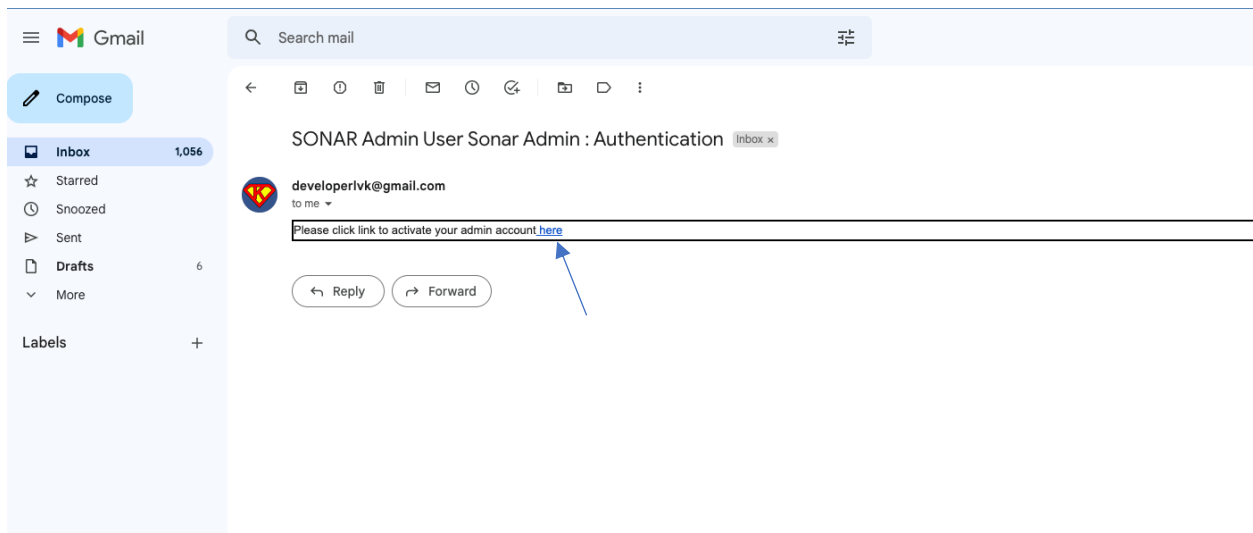 Gmail
Search mail
Compose
SONAR Admin User Sonar Admin : Authentication Inbox x
Inbox 1,056
Starred
developerlvk@gmail.com
to me
Snoozed
Please click link to activate your admin account here
Sent
Drafts 6
More
Reply Forward
Labels +